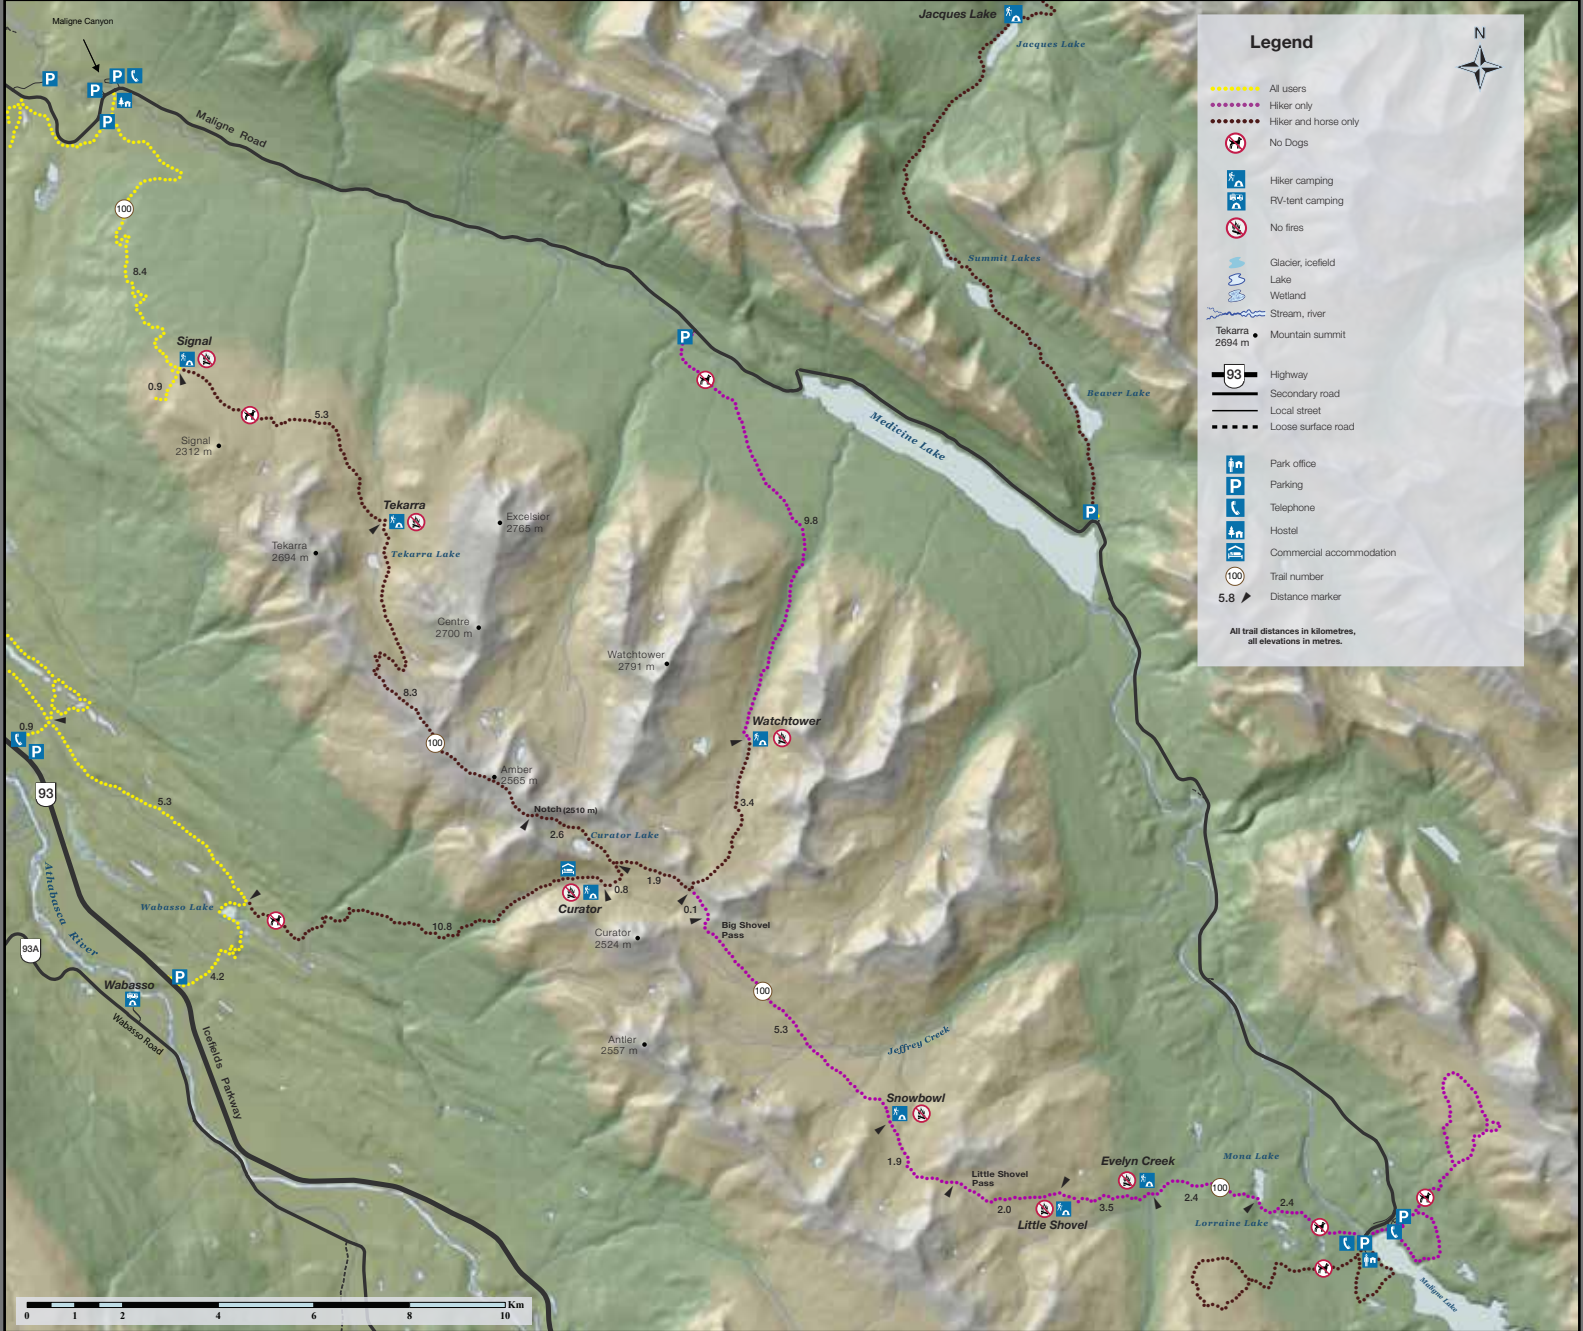 Maligne Canyon
Jacques Lake
Jacques Lake
P
P
P
P
Maligne Road
100
8.4
Signal
0.9
5.3
Signal
2312 m
Summit Lakes
P
Beaver Lake
Medicine Lake
P
Tekarra
Tekarra Lake
Excelsior
2765 m
Tekarra
2694 m
9.8
Centre
2700 m
Watchtower
2791 m
8.3
100
Watchtower
0.9
P
93
5.3
Amber
2565 m
Notch (2510 m)
2.6
Curator Lake
3.4
1.9
0.8
Curator
0.1
Big Shovel
Pass
Curator
2524 m
10.8
Wabasso Lake
Athabasca River
93A
P
4.2
Wabasso
Wabasso Road
Icefields Parkway
100
5.3
Antler
2557 m
Jeffrey Creek
Snowbowl
1.9
Little Shovel
Pass
2.0
Little Shovel
3.5
Evelyn Creek
2.4
100
Mona Lake
2.4
Lorraine Lake
P
P
Maligne Lake
0 1 2 4 6 8 10 Km
Legend
N
All users
Hiker only
Hiker and horse only
No Dogs
Hiker camping
RV-tent camping
No fires
Glacier, icefield
Lake
Wetland
Stream, river
Tekarra
2694 m
Mountain summit
93 Highway
Secondary road
Local street
Loose surface road
Park office
P Parking
Telephone
Hostel
Commercial accommodation
100 Trail number
5.8 Distance marker
All trail distances in kilometres,
all elevations in metres.